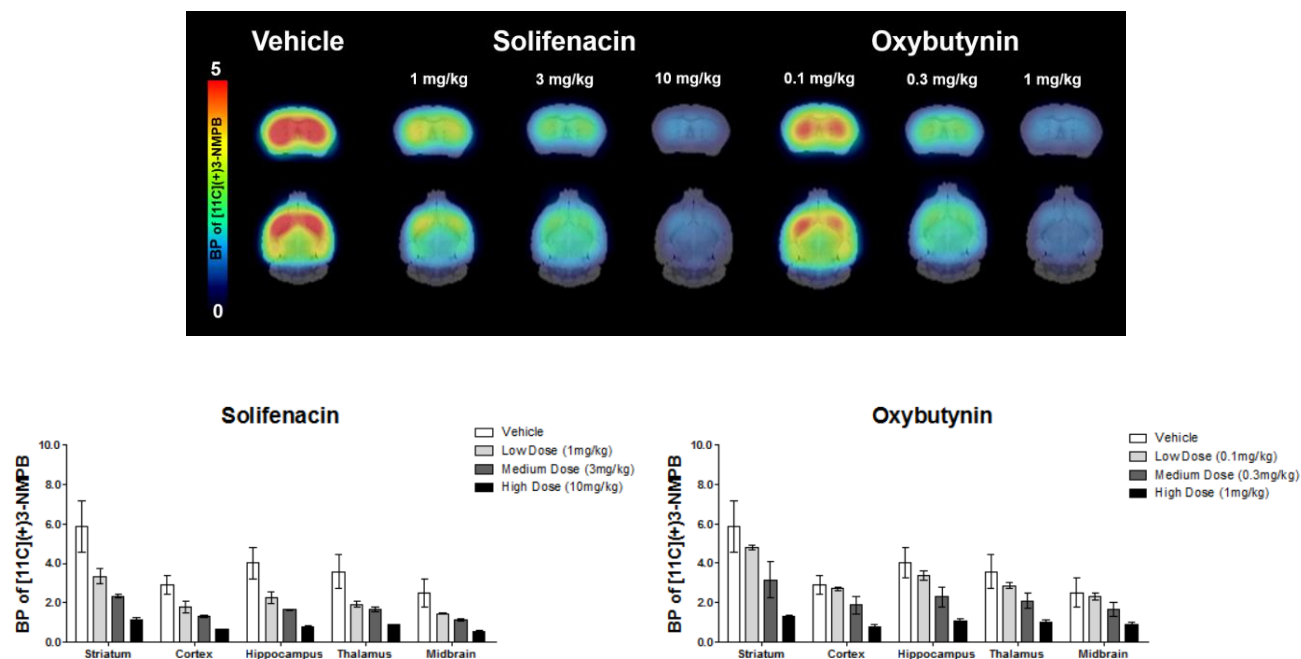 Vehicle Solifenacin Oxybutynin
5
1 mg/kg 3 mg/kg 10 mg/kg 0.1 mg/kg 0.3 mg/kg 1 mg/kg
BP of [11C](+)3-NMPB
0
Solifenacin
Vehicle
Low Dose (1mg/kg)
Medium Dose (3mg/kg)
High Dose (10mg/kg)
BP of [11C](+)3-NMPB
10.0
8.0
6.0
4.0
2.0
0.0
Striatum Cortex Hippocampus Thalamus Midbrain
Oxybutynin
Vehicle
Low Dose (0.1mg/kg)
Medium Dose (0.3mg/kg)
High Dose (1mg/kg)
BP of [11C](+)3-NMPB
10.0
8.0
6.0
4.0
2.0
0.0
Striatum Cortex Hippocampus Thalamus Midbrain